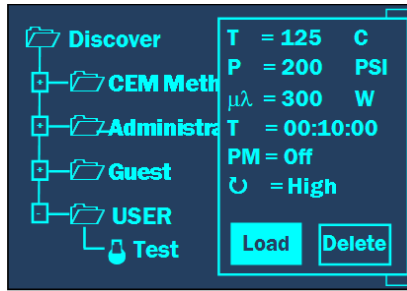 Discover
CEM Meth
Administra
Guest
USER
Test
T = 125 C
P = 200 PSI
μλ = 300 W
T = 00:10:00
PM = Off
↻ = High
Load Delete